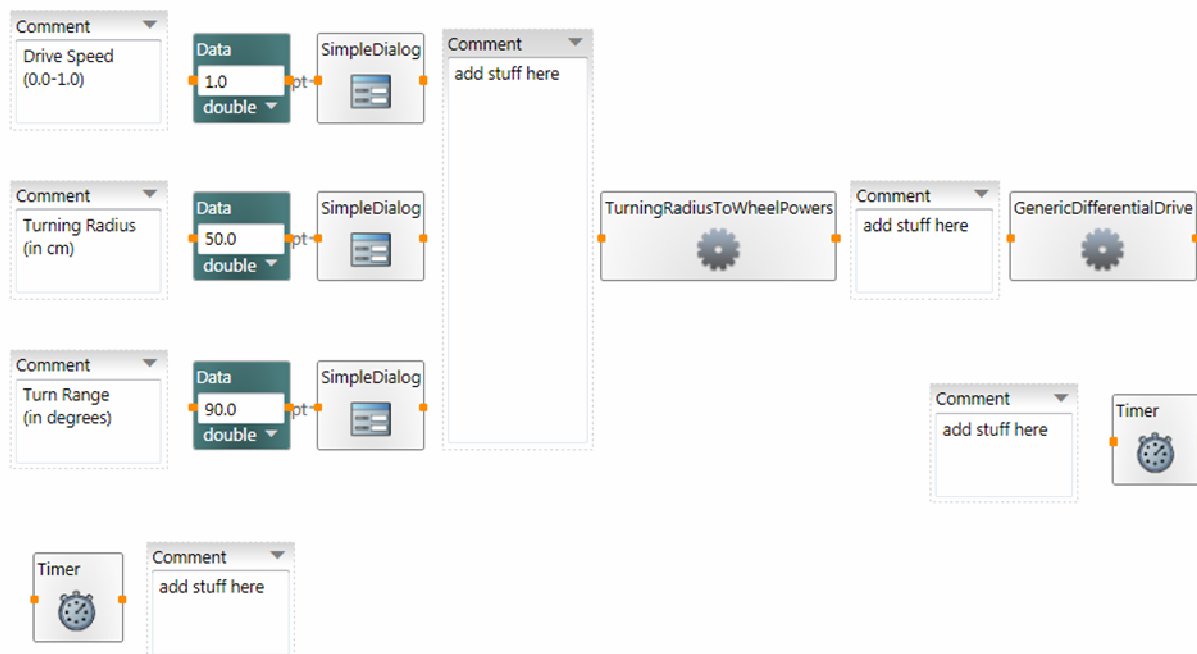 Comment
Drive Speed
(0.0-1.0)
Data
1.0
double
pt
SimpleDialog
Comment
add stuff here
Comment
Turning Radius
(in cm)
Data
50.0
double
pt
SimpleDialog
TurningRadiusToWheelPowers
Comment
add stuff here
GenericDifferentialDrive
Comment
Turn Range
(in degrees)
Data
90.0
double
pt
SimpleDialog
Comment
add stuff here
Timer
Timer
Comment
add stuff here